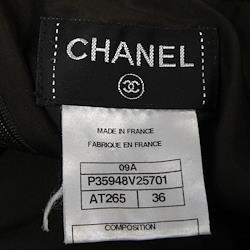 CHANEL
MADE IN FRANCE
FABRIQUE EN FRANCE
09A
P35948V25701
AT265 36
COMPOSITION